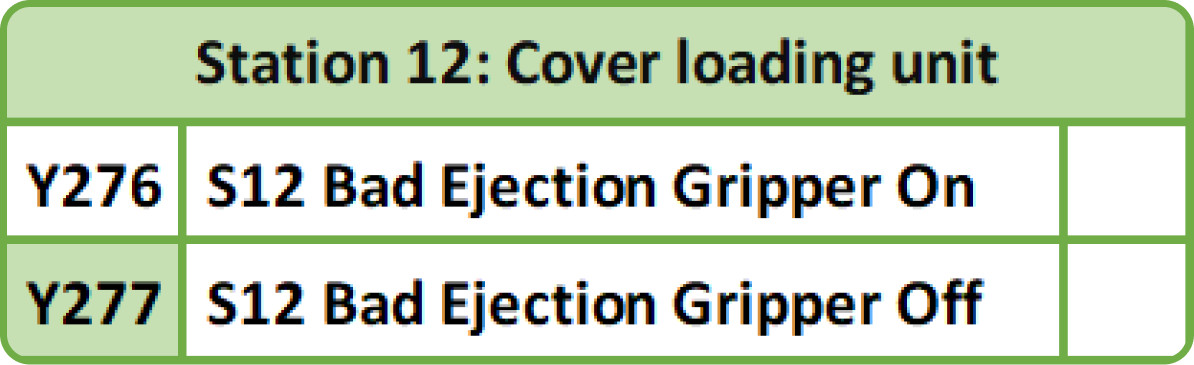 Station 12: Cover loading unit
Y276 S12 Bad Ejection Gripper On
Y277 S12 Bad Ejection Gripper Off